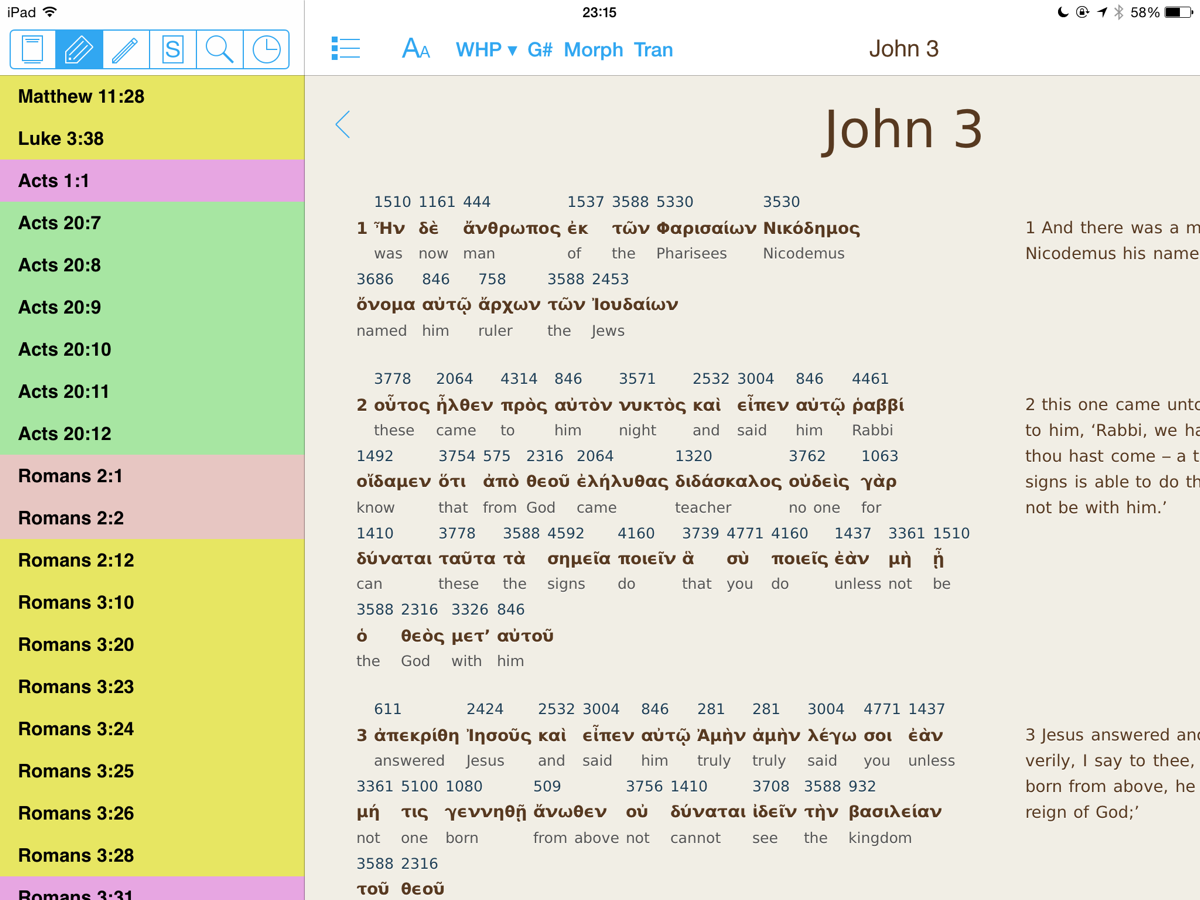 iPad 23:15 58%
S AA WHP ▾ G# Morph Tran John 3
Matthew 11:28
Luke 3:38
Acts 1:1
Acts 20:7
Acts 20:8
Acts 20:9
Acts 20:10
Acts 20:11
Acts 20:12
Romans 2:1
Romans 2:2
Romans 2:12
Romans 3:10
Romans 3:20
Romans 3:23
Romans 3:24
Romans 3:25
Romans 3:26
Romans 3:28
Romans 3:31
John 3
1510 1161 444 1537 3588 5330 3530
1 Ἦν δὲ ἄνθρωπος ἐκ τῶν Φαρισαίων Νικόδημος
was now man of the Pharisees Nicodemus
3686 846 758 3588 2453
ὄνομα αὐτῷ ἄρχων τῶν Ἰουδαίων
named him ruler the Jews
3778 2064 4314 846 3571 2532 3004 846 4461
2 οὗτος ἦλθεν πρὸς αὐτὸν νυκτὸς καὶ εἶπεν αὐτῷ ῥαββί
these came to him night and said him Rabbi
1492 3754 575 2316 2064 1320 3762 1063
οἴδαμεν ὅτι ἀπὸ θεοῦ ἐλήλυθας διδάσκαλος οὐδεὶς γὰρ
know that from God came teacher no one for
1410 3778 3588 4592 4160 3739 4771 4160 1437 3361 1510
δύναται ταῦτα τὰ σημεῖα ποιεῖν ἃ σὺ ποιεῖς ἐὰν μὴ ᾖ
can these the signs do that you do unless not be
3588 2316 3326 846
ὁ θεὸς μετ’ αὐτοῦ
the God with him
611 2424 2532 3004 846 281 281 3004 4771 1437
3 ἀπεκρίθη Ἰησοῦς καὶ εἶπεν αὐτῷ Ἀμὴν ἀμὴν λέγω σοι ἐὰν
answered Jesus and said him truly truly said you unless
3361 5100 1080 509 3756 1410 3708 3588 932
μή τις γεννηθῇ ἄνωθεν οὐ δύναται ἰδεῖν τὴν βασιλείαν
not one born from above not cannot see the kingdom
3588 2316
τοῦ θεοῦ
1 And there was a m
Nicodemus his name
2 this one came unto
to him, ‘Rabbi, we ha
thou hast come – a t
signs is able to do th
not be with him.’
3 Jesus answered and
verily, I say to thee,
born from above, he
reign of God;’